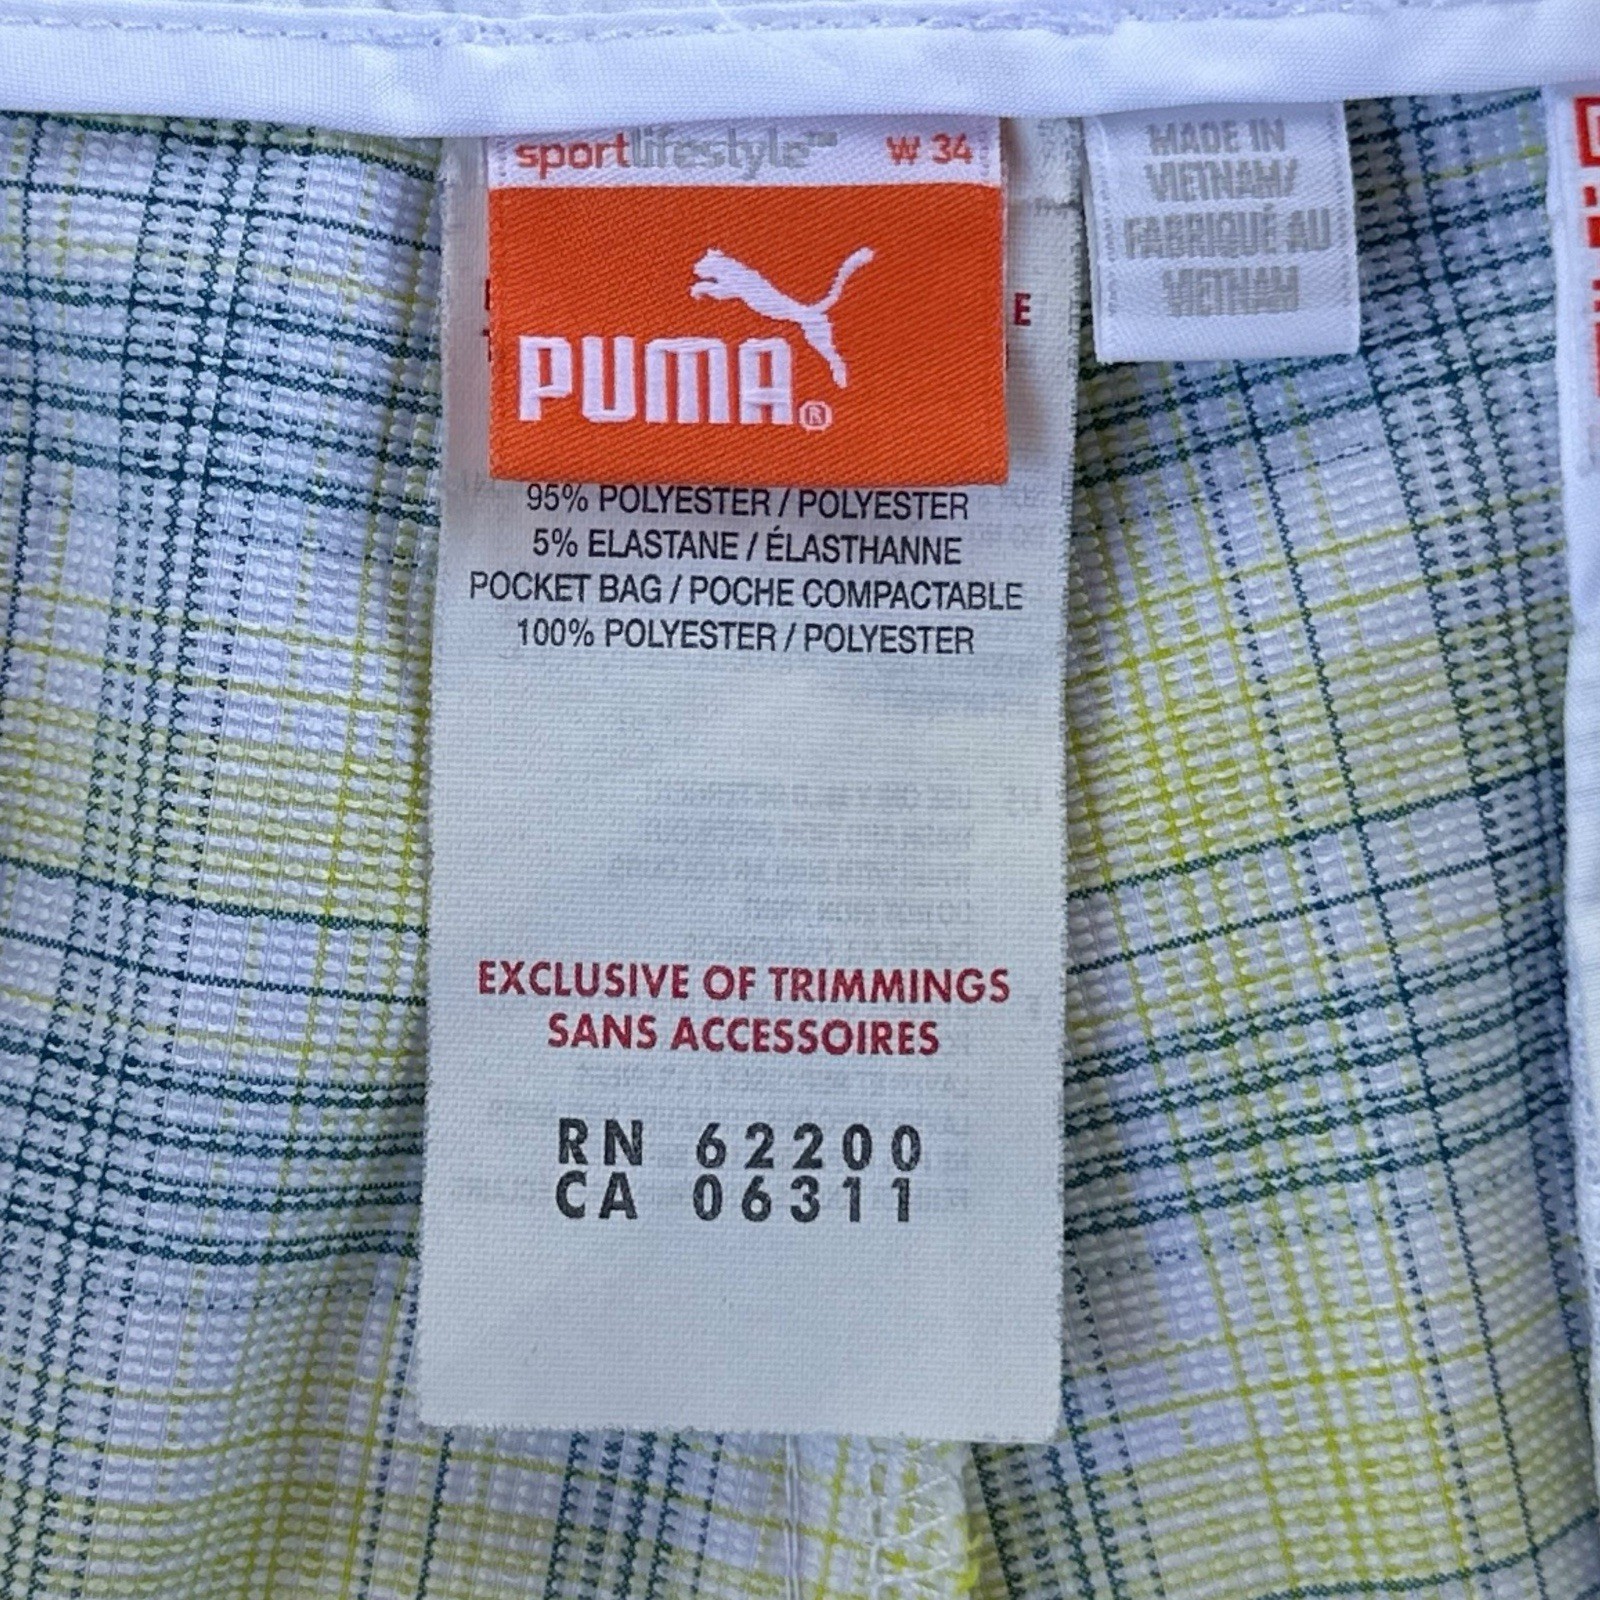 sportlifestyle™ W 34
PUMA®
E
95% POLYESTER / POLYESTER
5% ELASTANE / ÉLASTHANNE
POCKET BAG / POCHE COMPACTABLE
100% POLYESTER / POLYESTER
EXCLUSIVE OF TRIMMINGS
SANS ACCESSOIRES
RN 62200
CA 06311
MADE IN
VIETNAM/
FABRIQUÉ AU
VIETNAM